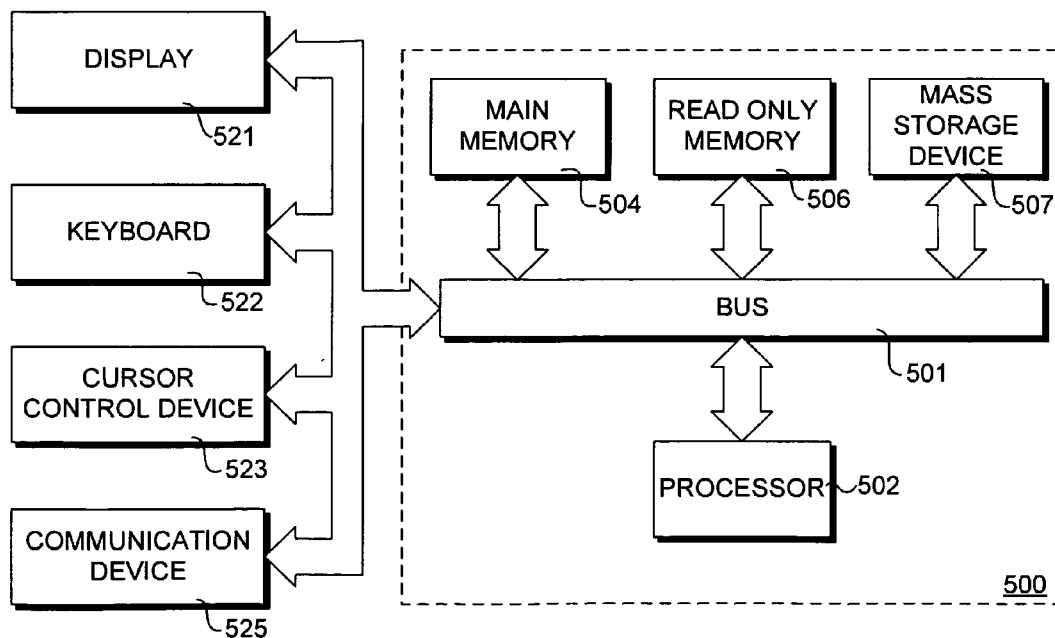 DISPLAY
521
KEYBOARD
522
CURSOR
CONTROL DEVICE
523
COMMUNICATION
DEVICE
525
MAIN
MEMORY
504
READ ONLY
MEMORY
506
MASS
STORAGE
DEVICE
507
BUS
501
PROCESSOR
502
500